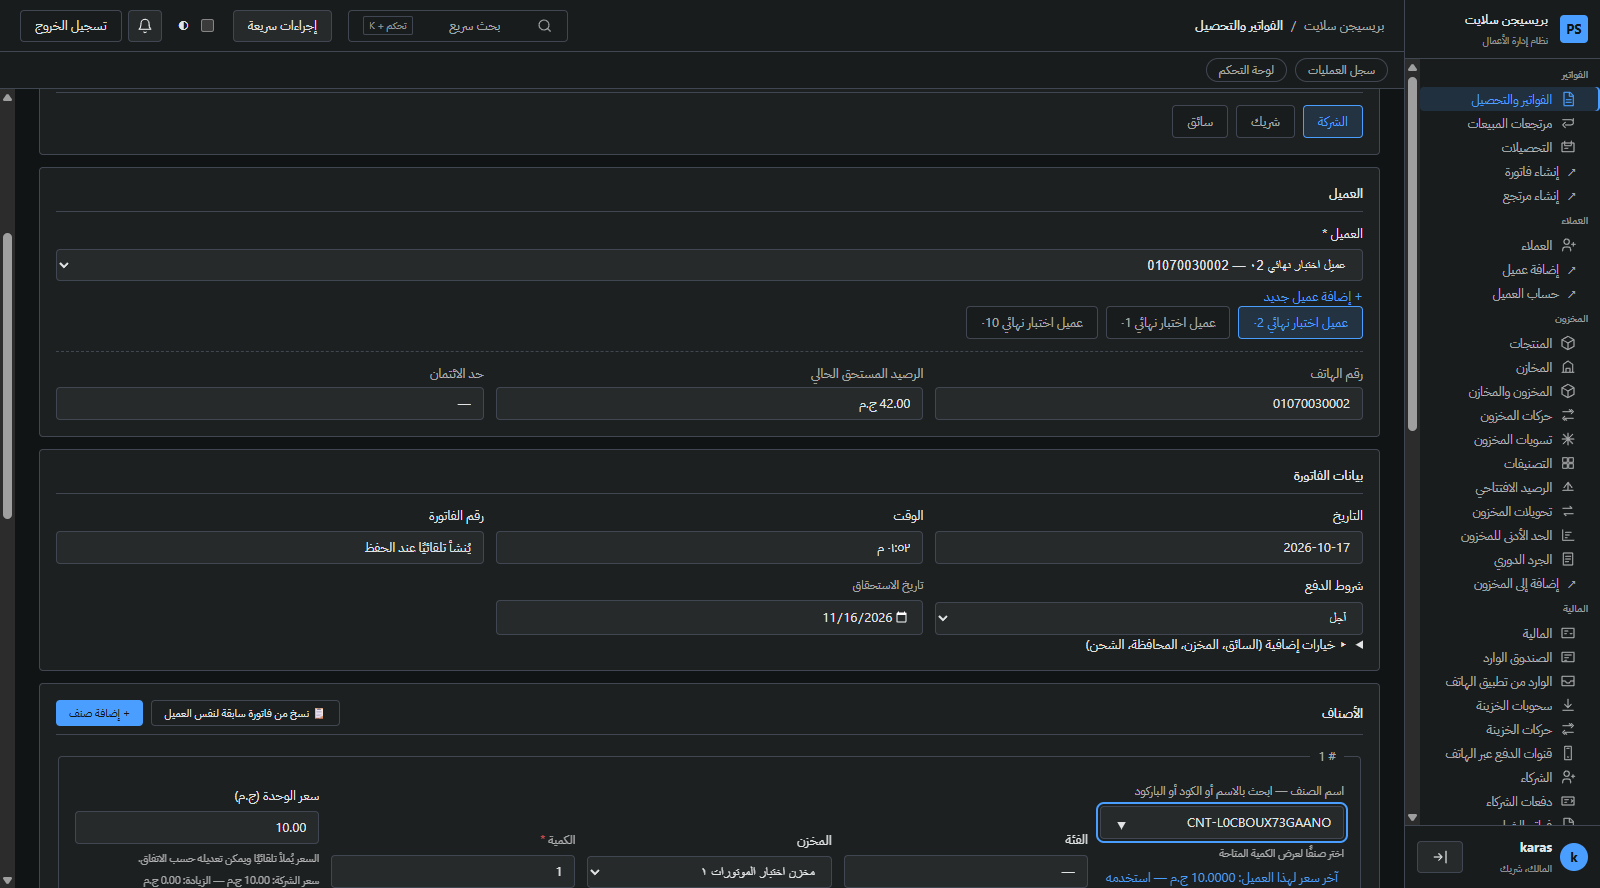 PS
بريسيجن سلايت
نظام إدارة الأعمال
بريسيجن سلايت / الفواتير والتحصيل
بحث سريع
تحكم + K
إجراءات سريعة
تسجيل الخروج
سجل العمليات
لوحة التحكم
الفواتير
الفواتير والتحصيل
مرتجعات المبيعات
التحصيلات
إنشاء فاتورة
إنشاء مرتجع
العملاء
العملاء
إضافة عميل
حساب العميل
المخزون
المنتجات
المخازن
المخزون والمخازن
حركات المخزون
تسويات المخزون
التصنيفات
الرصيد الافتتاحي
تحويلات المخزون
الحد الأدنى للمخزون
الجرد الدوري
إضافة إلى المخزون
المالية
المالية
الصندوق الوارد
الوارد من تطبيق الهاتف
سحوبات الخزينة
حركات الخزينة
قنوات الدفع عبر الهاتف
الشركاء
دفعات الشركاء
karas
المالك، شريك
k
الشركة
شريك
سائق
العميل
العميل *
عميل اختبار نهائي 2٠ — 01070030002
+ إضافة عميل جديد
عميل اختبار نهائي 2-
عميل اختبار نهائي 1-
عميل اختبار نهائي 10-
رقم الهاتف
الرصيد المستحق الحالي
حد الائتمان
01070030002
42.00 ج.م
—
بيانات الفاتورة
التاريخ
الوقت
رقم الفاتورة
2026-10-17
٠١:٥٢ م
يُنشأ تلقائيًا عند الحفظ
شروط الدفع
تاريخ الاستحقاق
آجل
11/16/2026
خيارات إضافية (السائق، المخزن، المحافظة، الشحن)
الأصناف
نسخ من فاتورة سابقة لنفس العميل
+ إضافة صنف
# 1
اسم الصنف — ابحث بالاسم أو الكود أو الباركود
CNT-L0CBOUX73GAANO
اختر صنفًا لعرض الكمية المتاحة
آخر سعر لهذا العميل: 10.0000 ج.م — استخدمه
الفئة
—
المخزن
مخزن اختبار الموتورات ١
الكمية *
1
سعر الوحدة (ج.م)
10.00
السعر يُملأ تلقائيًا ويمكن تعديله حسب الاتفاق.
سعر الشركة: 10.00 ج.م — الزيادة: 0.00 ج.م